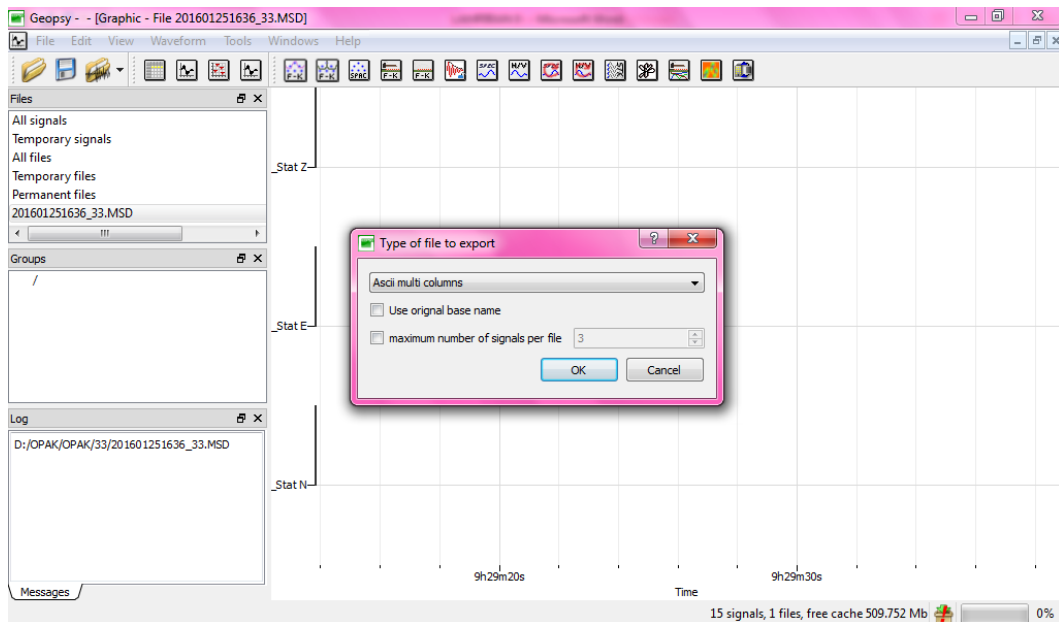 Geopsy - - [Graphic - File 201601251636_33.MSD]
File Edit View Waveform Tools Windows Help
F-K F-K SPAC F-K F-K SPEC H/V H/V
Files
All signals
Temporary signals
All files
Temporary files
Permanent files
201601251636_33.MSD
Groups
/
Log
D:/OPAK/OPAK/33/201601251636_33.MSD
Messages
_Stat Z
_Stat E
_Stat N
Type of file to export
Ascii multi columns
Use orignal base name
maximum number of signals per file 3
OK Cancel
9h29m20s 9h29m30s
Time
15 signals, 1 files, free cache 509.752 Mb 0%